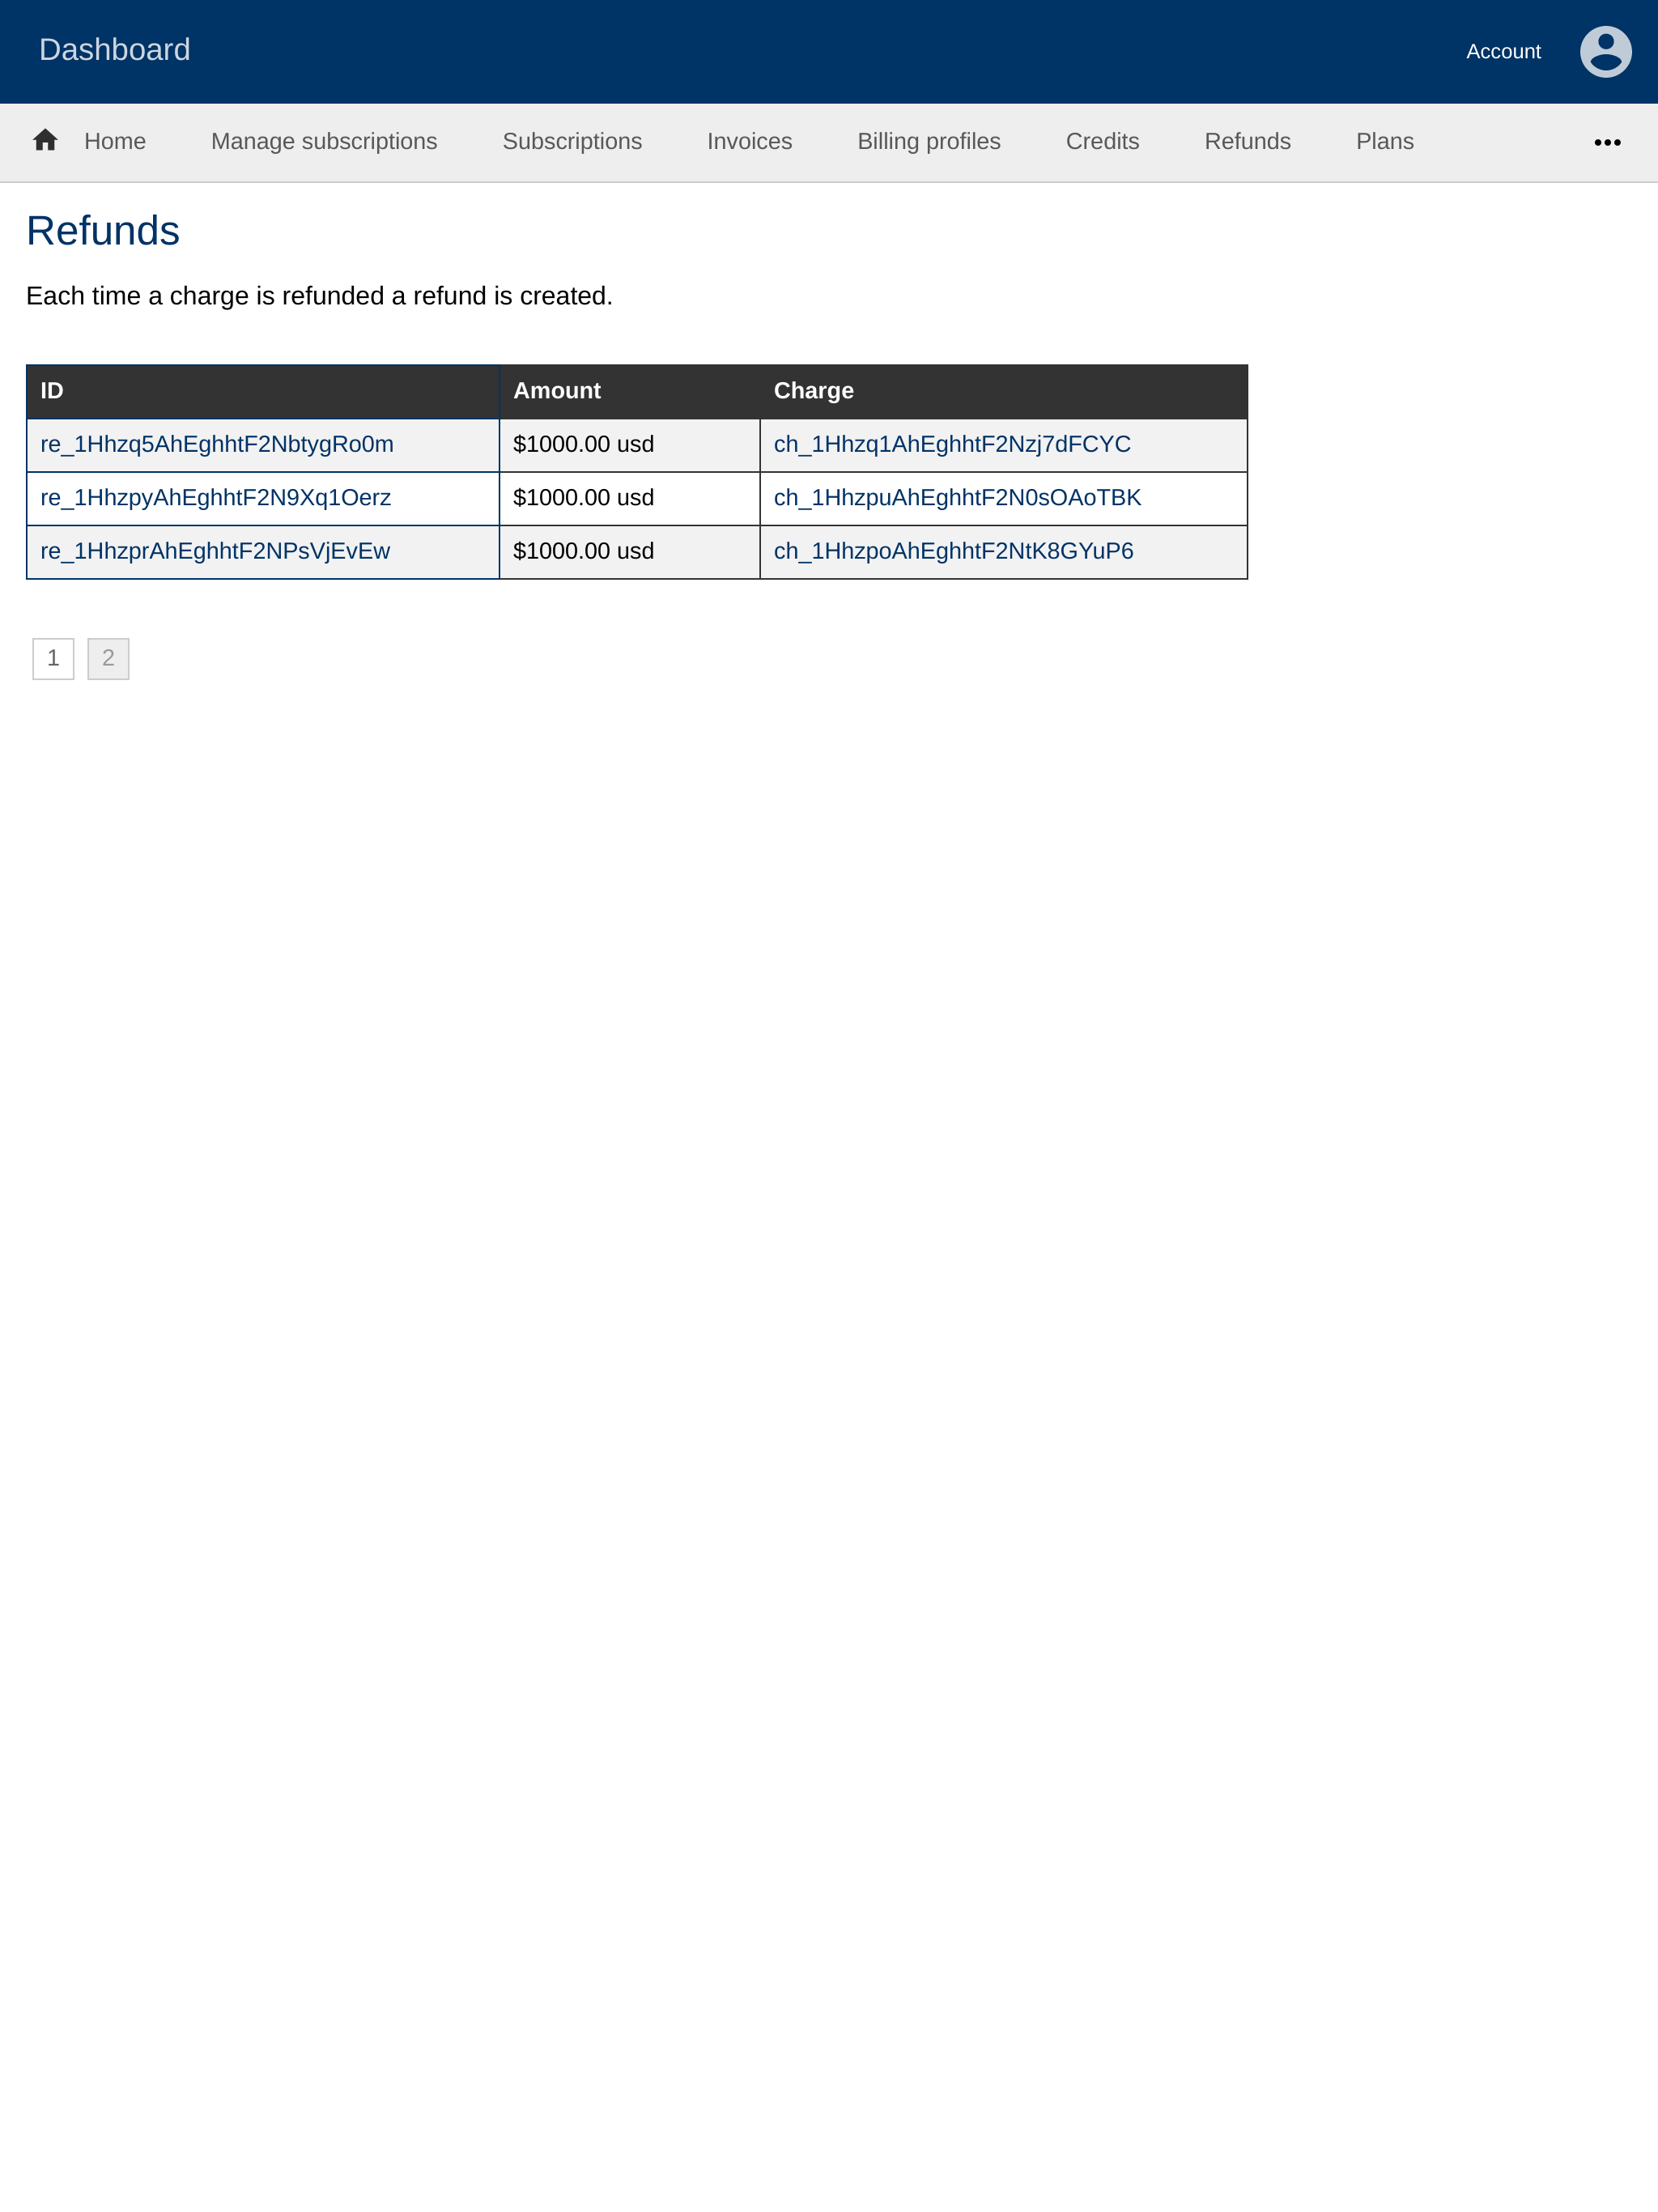 Dashboard Account
Home Manage subscriptions Subscriptions Invoices Billing profiles Credits Refunds Plans •••
Refunds
Each time a charge is refunded a refund is created.
ID Amount Charge
re_1Hhzq5AhEghhtF2NbtygRo0m $1000.00 usd ch_1Hhzq1AhEghhtF2Nzj7dFCYC
re_1HhzpyAhEghhtF2N9Xq1Oerz $1000.00 usd ch_1HhzpuAhEghhtF2N0sOAoTBK
re_1HhzprAhEghhtF2NPsVjEvEw $1000.00 usd ch_1HhzpoAhEghhtF2NtK8GYuP6
1 2